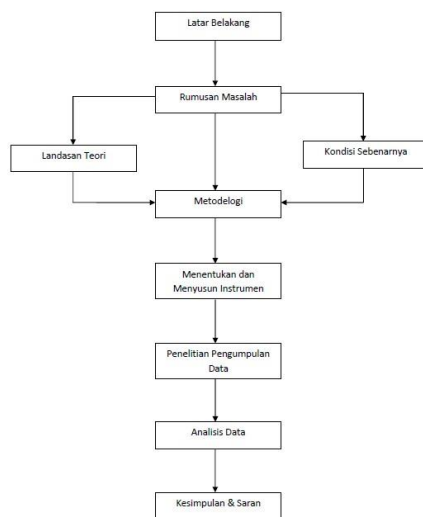 Latar Belakang
Rumusan Masalah
Landasan Teori
Kondisi Sebenarnya
Metodelogi
Menentukan dan
Menyusun Instrumen
Penelitian Pengumpulan
Data
Analisis Data
Kesimpulan & Saran